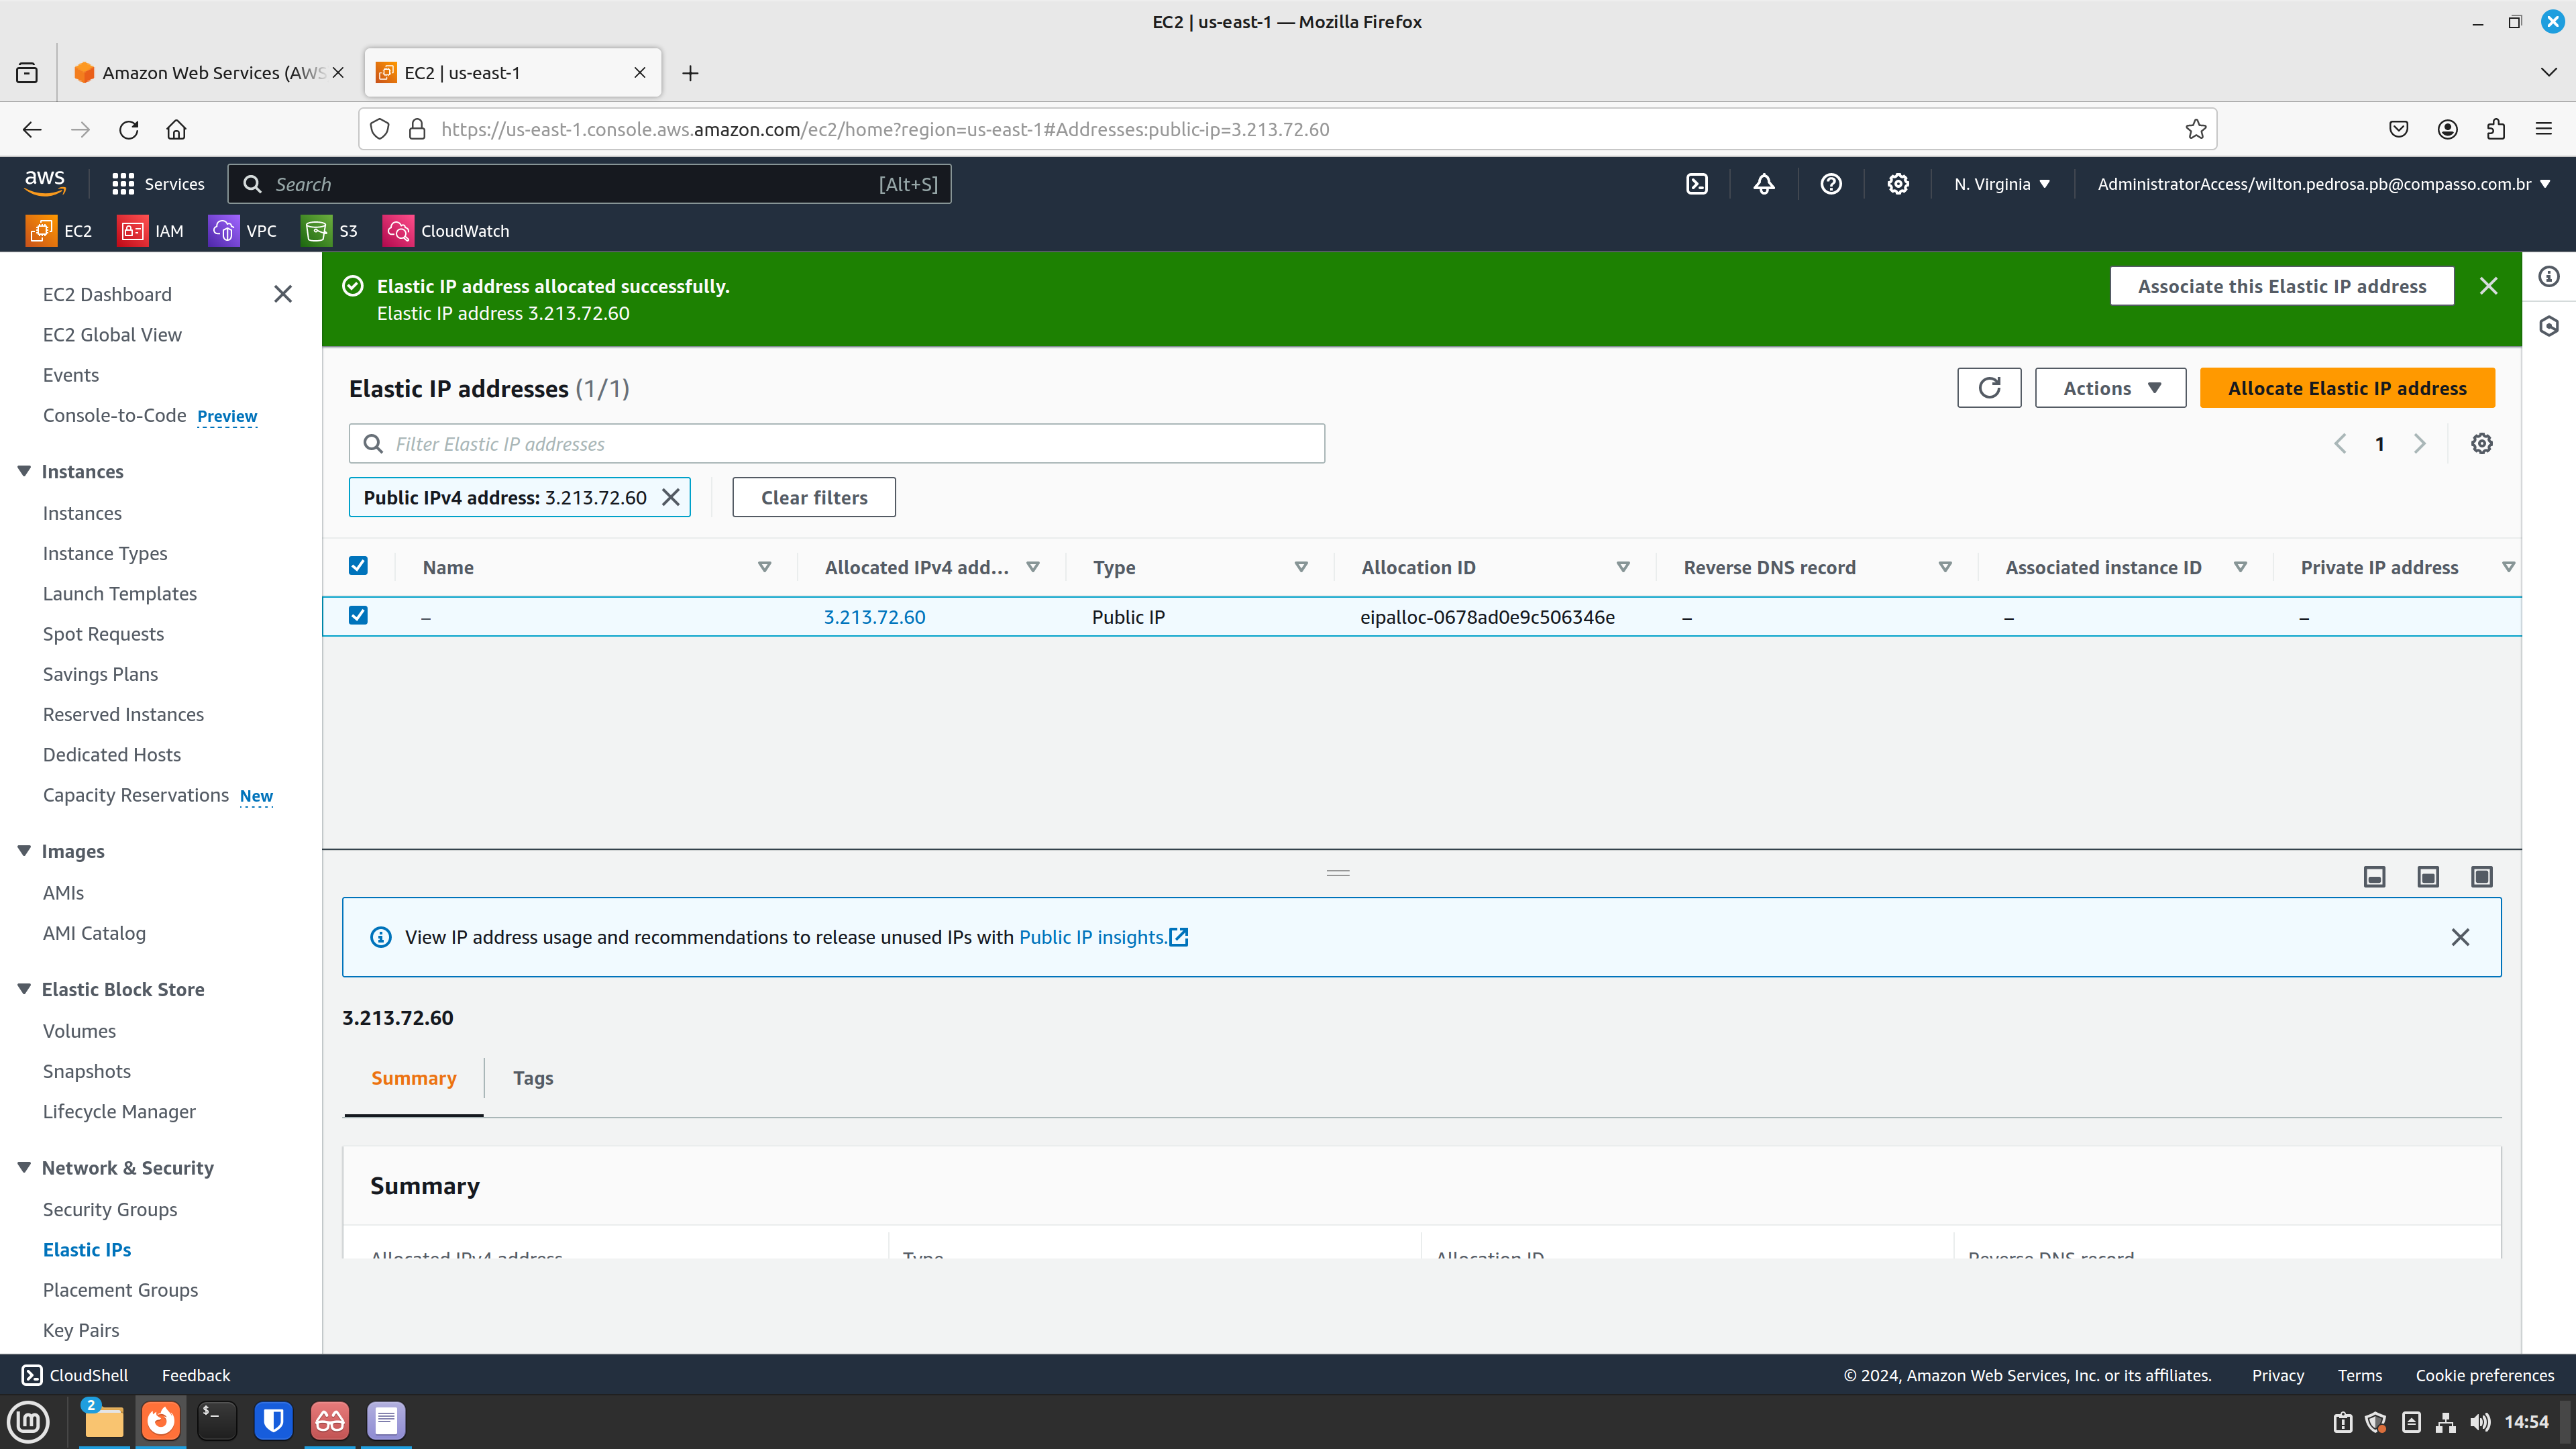 EC2 | us-east-1 — Mozilla Firefox
Amazon Web Services (AWS
EC2 | us-east-1
https://us-east-1.console.aws.amazon.com/ec2/home?region=us-east-1#Addresses:public-ip=3.213.72.60
aws
Services
Search
[Alt+S]
N. Virginia
AdministratorAccess/wilton.pedrosa.pb@compasso.com.br
EC2
IAM
VPC
S3
CloudWatch
EC2 Dashboard
EC2 Global View
Events
Console-to-Code Preview
Instances
Instances
Instance Types
Launch Templates
Spot Requests
Savings Plans
Reserved Instances
Dedicated Hosts
Capacity Reservations New
Images
AMIs
AMI Catalog
Elastic Block Store
Volumes
Snapshots
Lifecycle Manager
Network & Security
Security Groups
Elastic IPs
Placement Groups
Key Pairs
Elastic IP address allocated successfully.
Elastic IP address 3.213.72.60
Associate this Elastic IP address
Elastic IP addresses (1/1)
Actions
Allocate Elastic IP address
Filter Elastic IP addresses
1
Public IPv4 address: 3.213.72.60
Clear filters
Name Allocated IPv4 add... Type Allocation ID Reverse DNS record Associated instance ID Private IP address
– 3.213.72.60 Public IP eipalloc-0678ad0e9c506346e – – –
View IP address usage and recommendations to release unused IPs with Public IP insights.
3.213.72.60
Summary
Tags
Summary
Allocated IPv4 address Type Allocation ID Reverse DNS record
CloudShell
Feedback
© 2024, Amazon Web Services, Inc. or its affiliates.
Privacy
Terms
Cookie preferences
2
$_
14:54